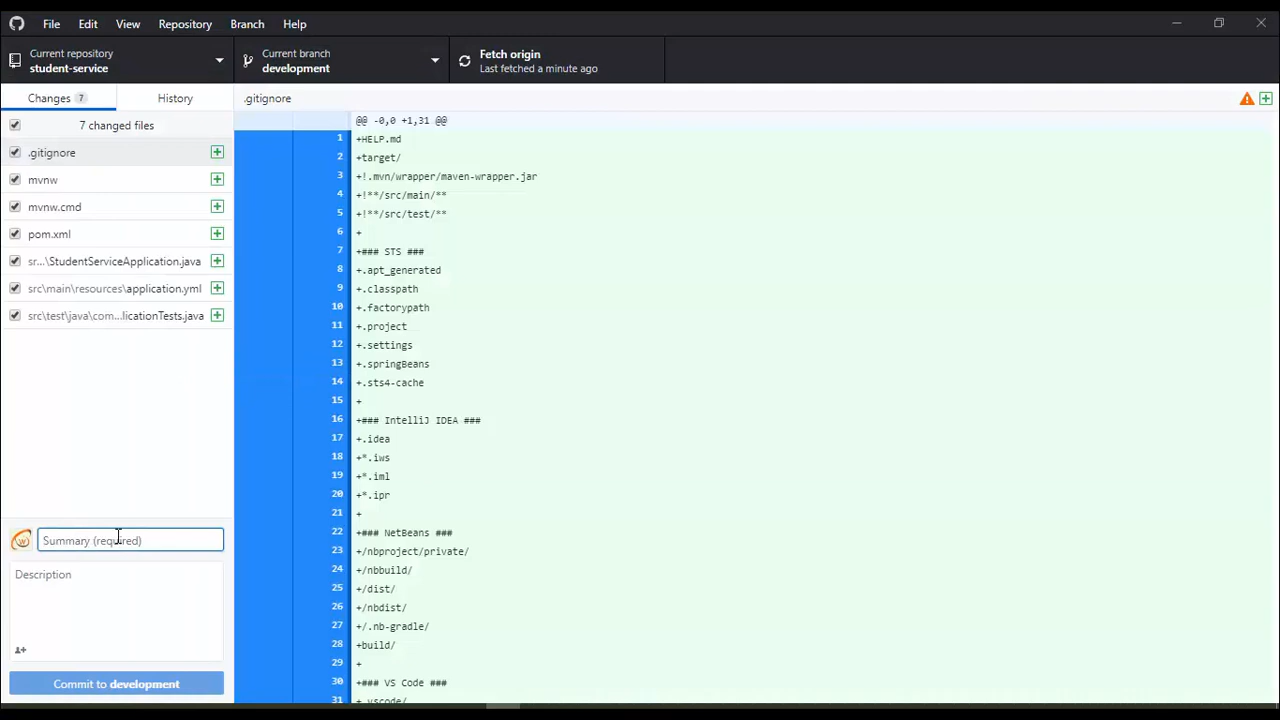 File Edit View Repository Branch Help
Current repository
student-service
Current branch
development
Fetch origin
Last fetched a minute ago
Changes 7
History
.gitignore
7 changed files
.gitignore
mvnw
mvnw.cmd
pom.xml
sr...\StudentServiceApplication.java
src\main\resources\application.yml
src\test\java\com...licationTests.java
Summary (required)
Description
Commit to development
@@ -0,0 +1,31 @@
1 +HELP.md
2 +target/
3 +!.mvn/wrapper/maven-wrapper.jar
4 +!**/src/main/**
5 +!**/src/test/**
6 +
7 +### STS ###
8 +.apt_generated
9 +.classpath
10 +.factorypath
11 +.project
12 +.settings
13 +.springBeans
14 +.sts4-cache
15 +
16 +### IntelliJ IDEA ###
17 +.idea
18 +*.iws
19 +*.iml
20 +*.ipr
21 +
22 +### NetBeans ###
23 +/nbproject/private/
24 +/nbbuild/
25 +/dist/
26 +/nbdist/
27 +/.nb-gradle/
28 +build/
29 +
30 +### VS Code ###
31 +.vscode/